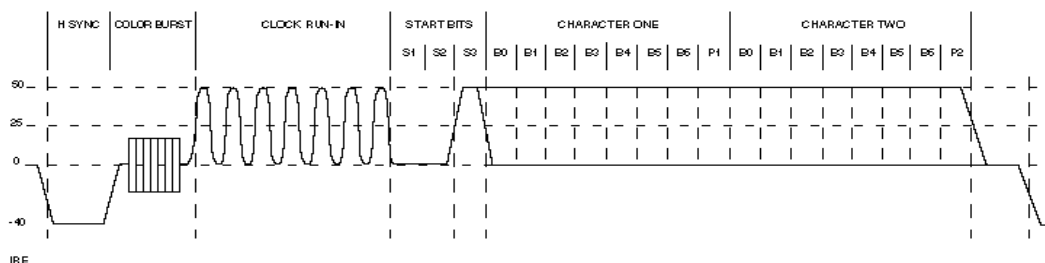 H SYNC COLOR BURST CLOCK RUN-IN START BITS CHARACTER ONE CHARACTER TWO
S1 S2 S3 B0 B1 B2 B3 B4 B5 B6 P1 B0 B1 B2 B3 B4 B5 B6 P2
50
25
0
-40
IRE